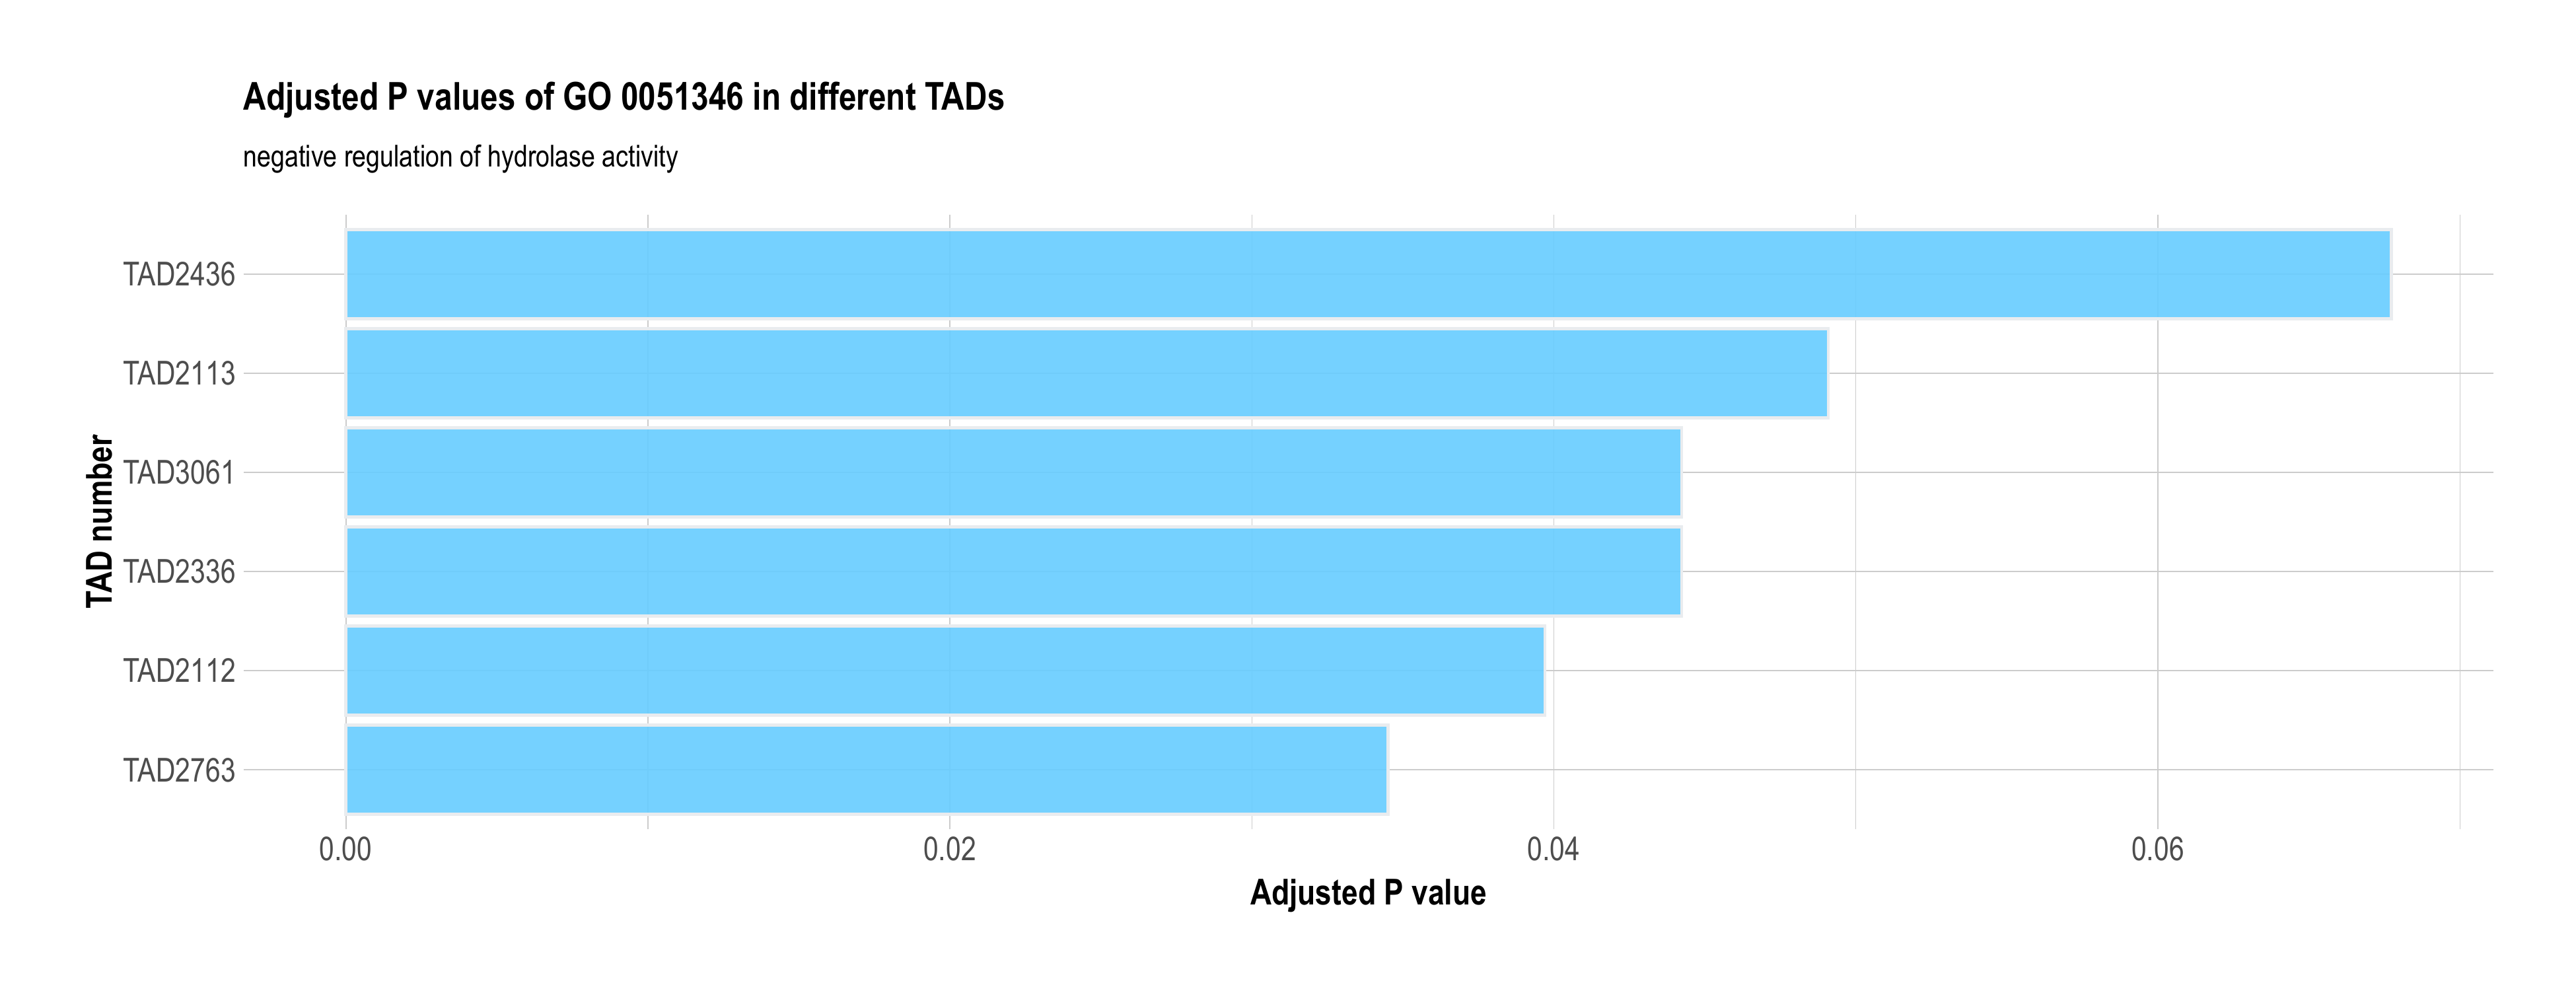 Adjusted P values of GO 0051346 in different TADs
negative regulation of hydrolase activity
TAD number
TAD2436
TAD2113
TAD3061
TAD2336
TAD2112
TAD2763
0.00 0.02 0.04 0.06
Adjusted P value